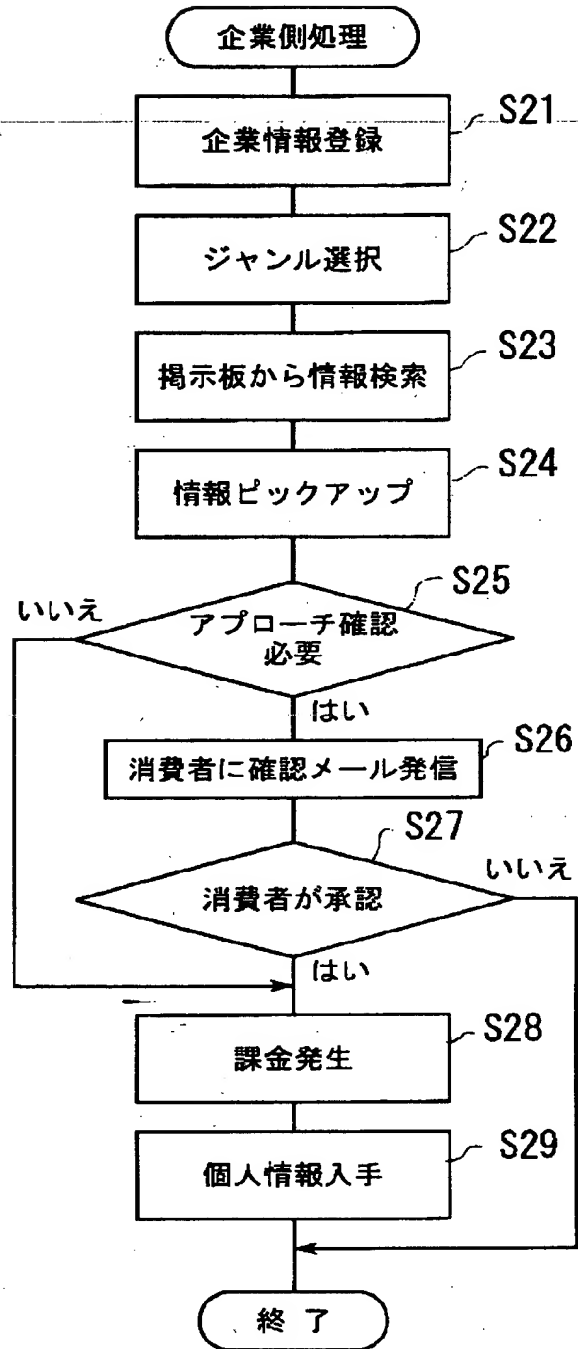 企業側処理
S21
企業情報登録
S22
ジャンル選択
S23
掲示板から情報検索
S24
情報ピックアップ
S25
いいえ
アプローチ確認
必要
はい
S26
消費者に確認メール発信
S27
いいえ
消費者が承認
はい
S28
課金発生
S29
個人情報入手
終了